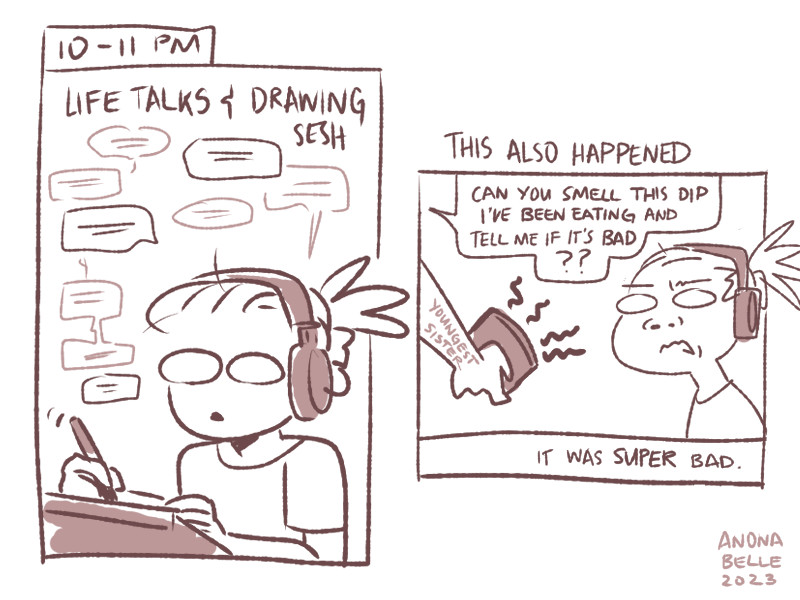 10-11 PM
LIFE TALKS & DRAWING
SESH
THIS ALSO HAPPENED
CAN YOU SMELL THIS DIP
I'VE BEEN EATING AND
TELL ME IF IT'S BAD
??
YOUNGEST
SISTER
IT WAS SUPER BAD.
ANONA
BELLE
2023